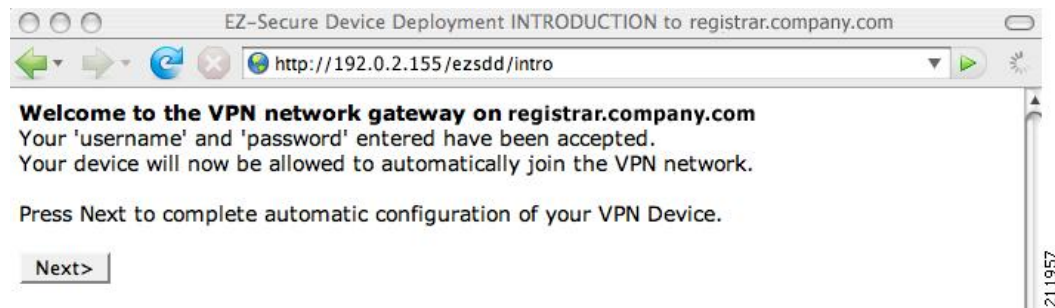 EZ-Secure Device Deployment INTRODUCTION to registrar.company.com
http://192.0.2.155/ezsdd/intro
Welcome to the VPN network gateway on registrar.company.com
Your 'username' and 'password' entered have been accepted.
Your device will now be allowed to automatically join the VPN network.
Press Next to complete automatic configuration of your VPN Device.
Next>
211957